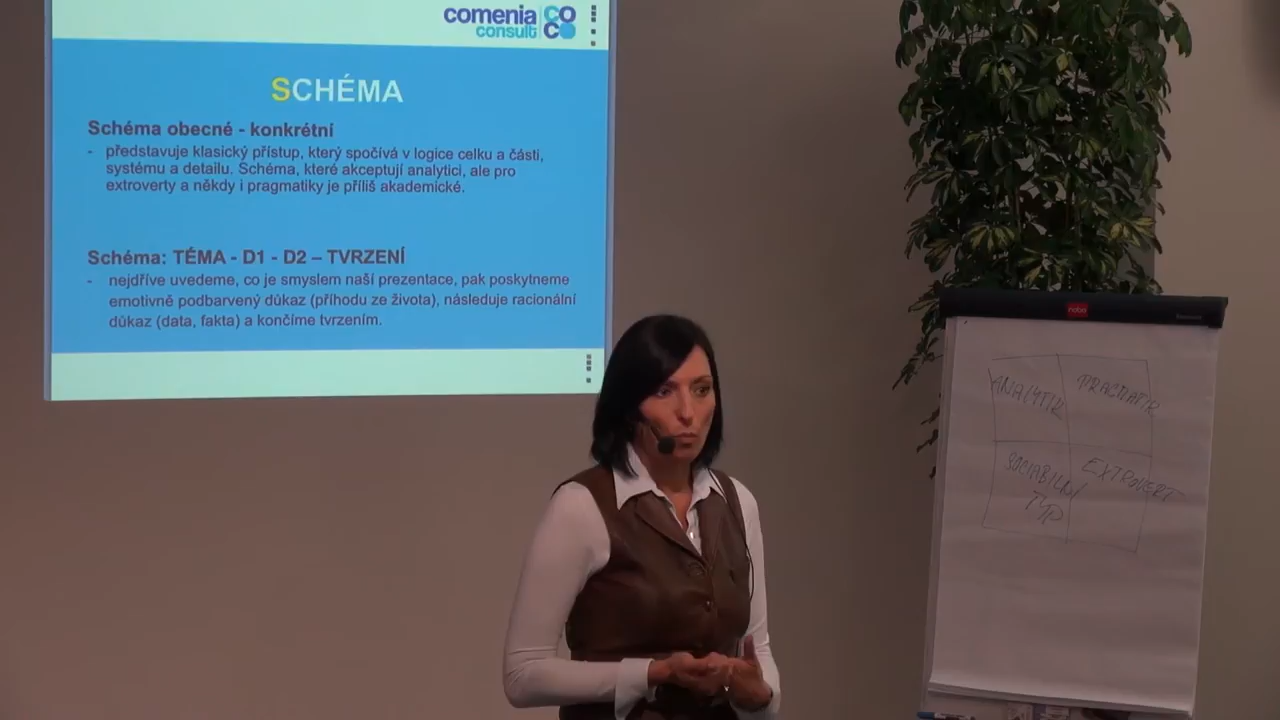 comenia
consult
CO
CO
SCHÉMA
Schéma obecné - konkrétní
- představuje klasický přístup, který spočívá v logice celku a částí,
systému a detailu. Schéma, které akceptují analytici, ale pro
extroverty a někdy i pragmatiky je příliš akademické.
Schéma: TÉMA - D1 - D2 – TVRZENÍ
- nejdříve uvedeme, co je smyslem naší prezentace, pak poskytneme
emotivně podbarvený důkaz (příhodu ze života), následuje racionální
důkaz (data, fakta) a končíme tvrzením.
nobo
ANALYTIK
PRAGMATIK
SOCIABILNÍ
TYP
EXTROVERT